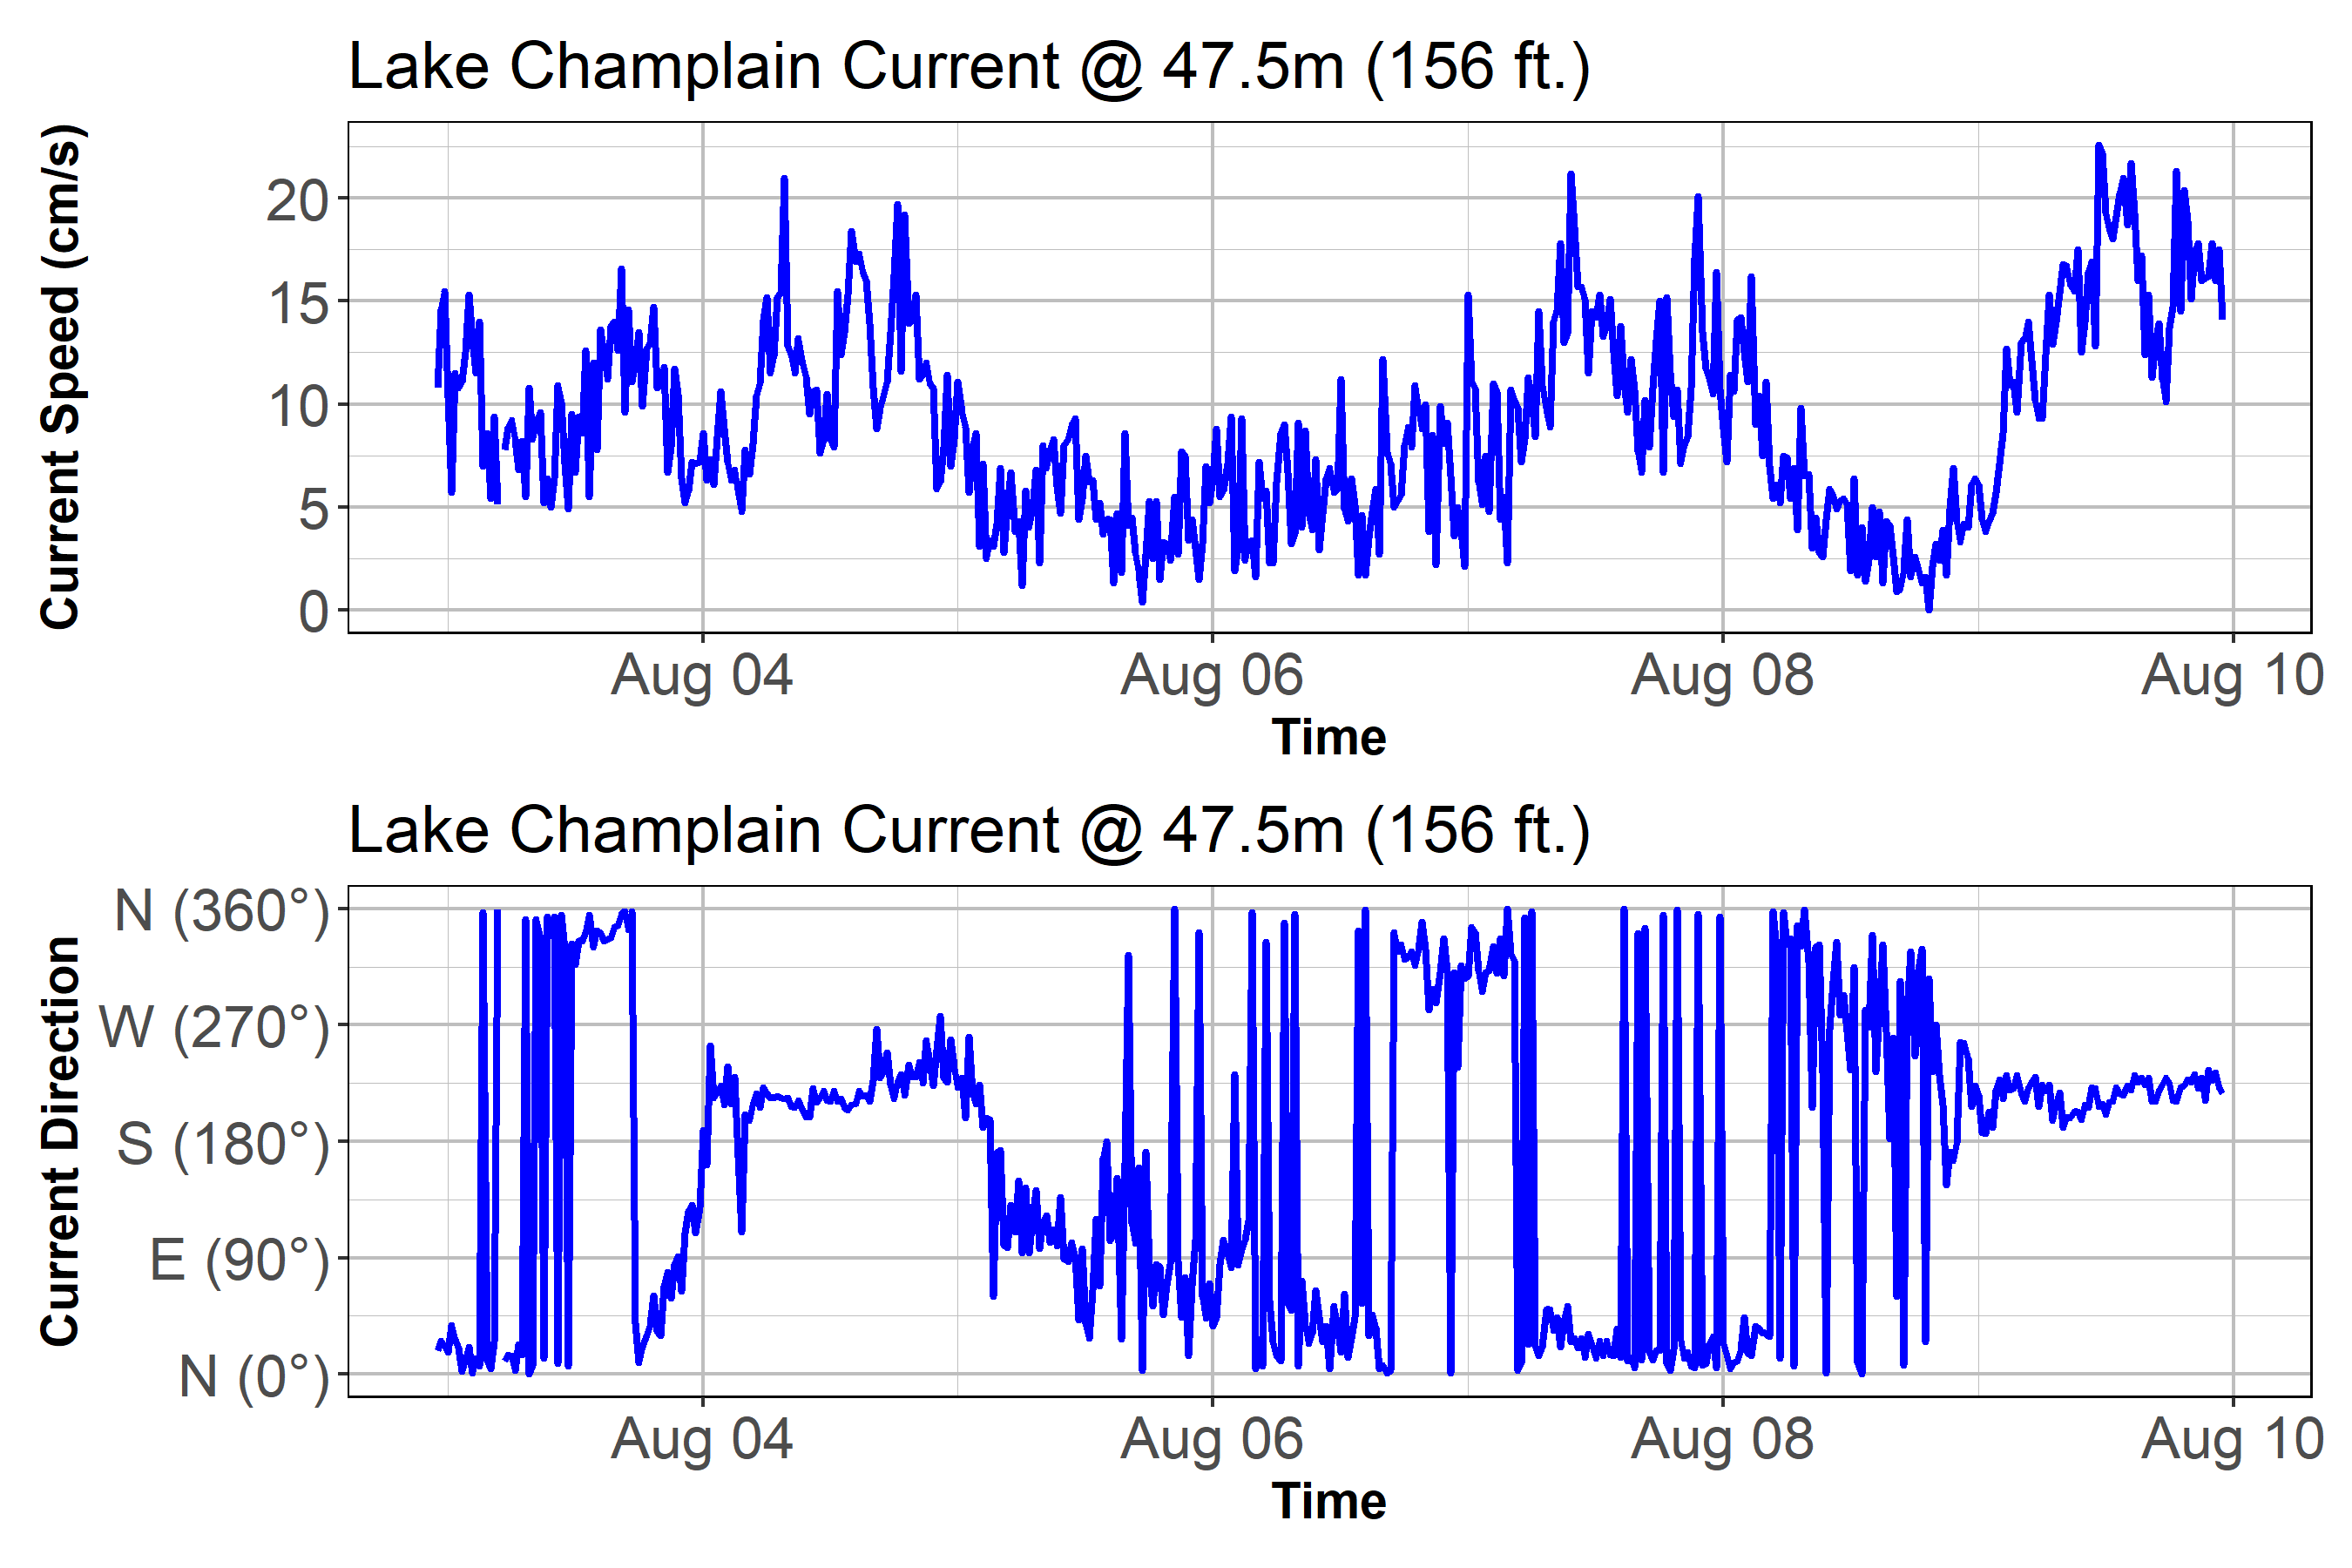 Lake Champlain Current @ 47.5m (156 ft.)
Current Speed (cm/s)
20
15
10
5
0
Aug 04 Aug 06 Aug 08 Aug 10
Time
Lake Champlain Current @ 47.5m (156 ft.)
Current Direction
N (360°)
W (270°)
S (180°)
E (90°)
N (0°)
Aug 04 Aug 06 Aug 08 Aug 10
Time